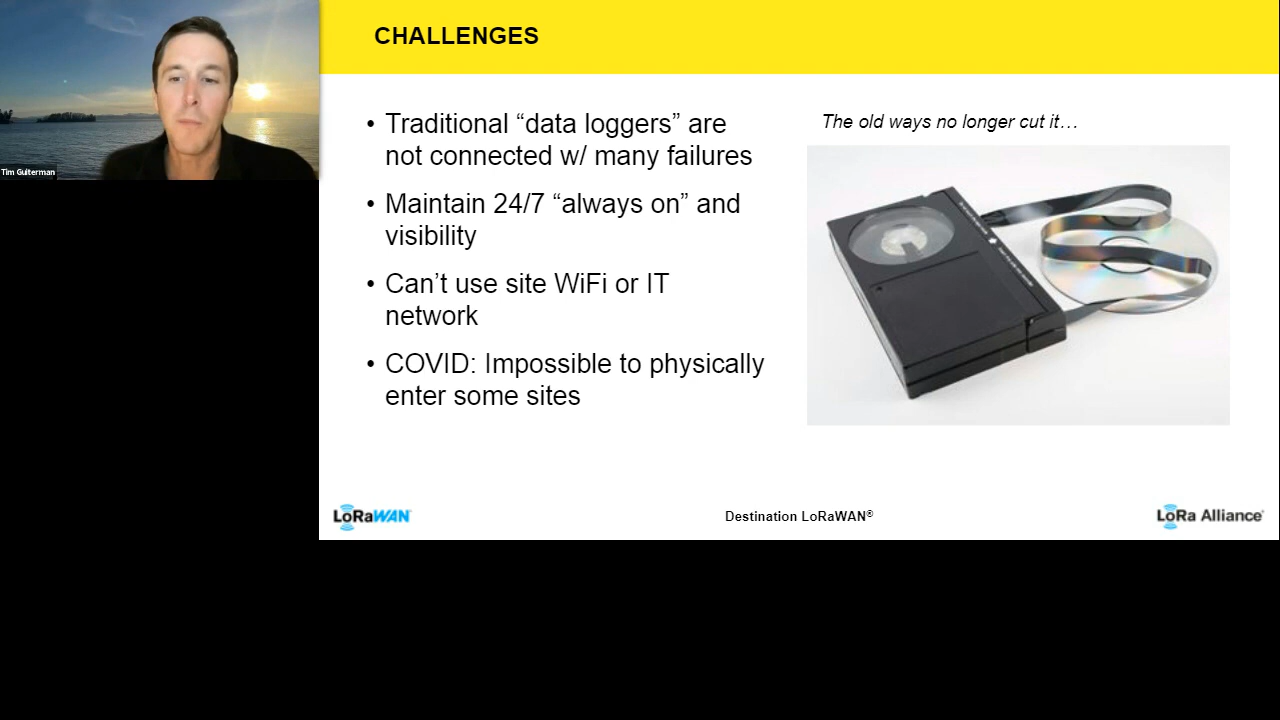 Tim Guiterman
CHALLENGES
• Traditional “data loggers” are
not connected w/ many failures
• Maintain 24/7 “always on” and
visibility
• Can’t use site WiFi or IT
network
• COVID: Impossible to physically
enter some sites
The old ways no longer cut it…
LoRaWAN
Destination LoRaWAN®
LoRa Alliance